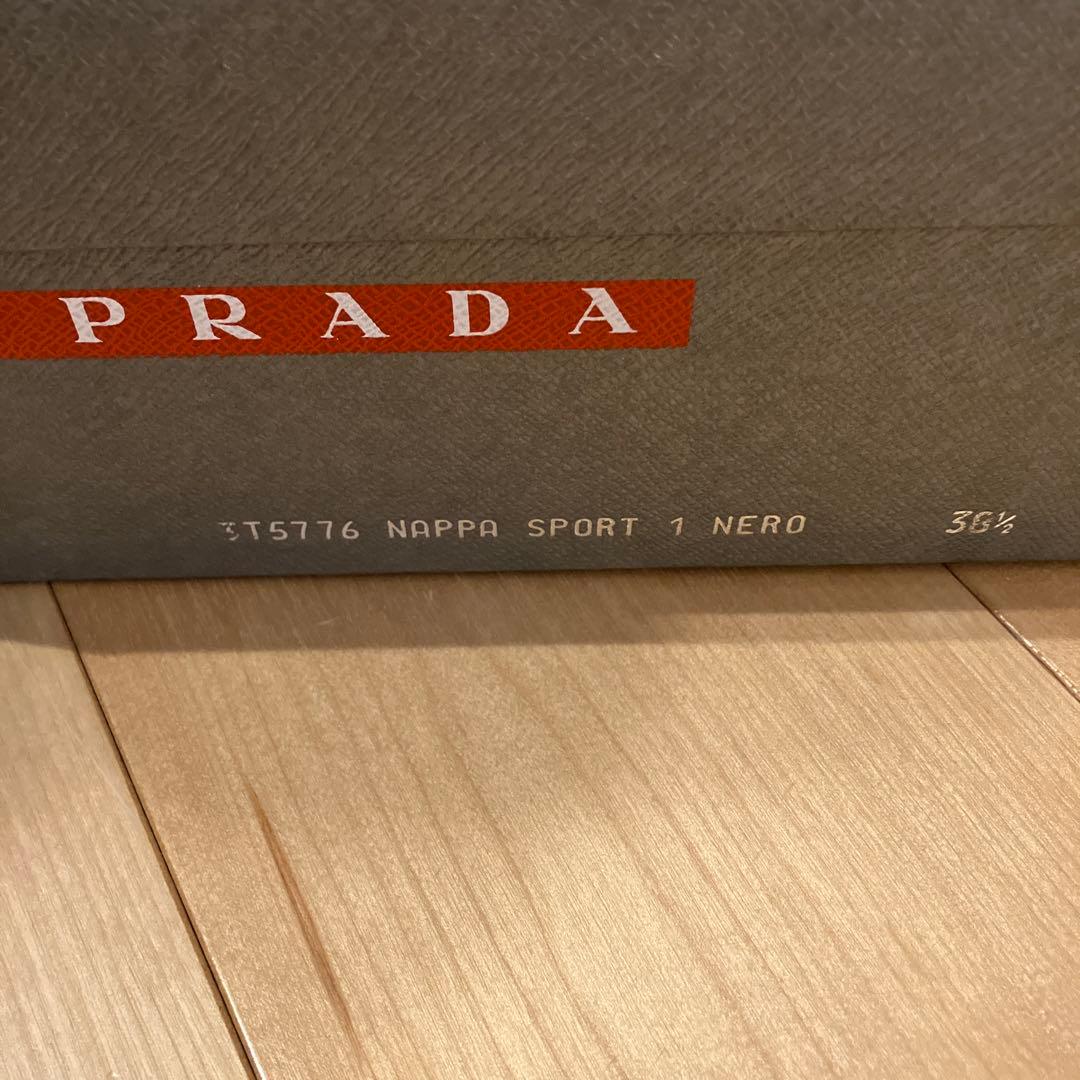 PRADA
3T5776 NAPPA SPORT 1 NERO 38½